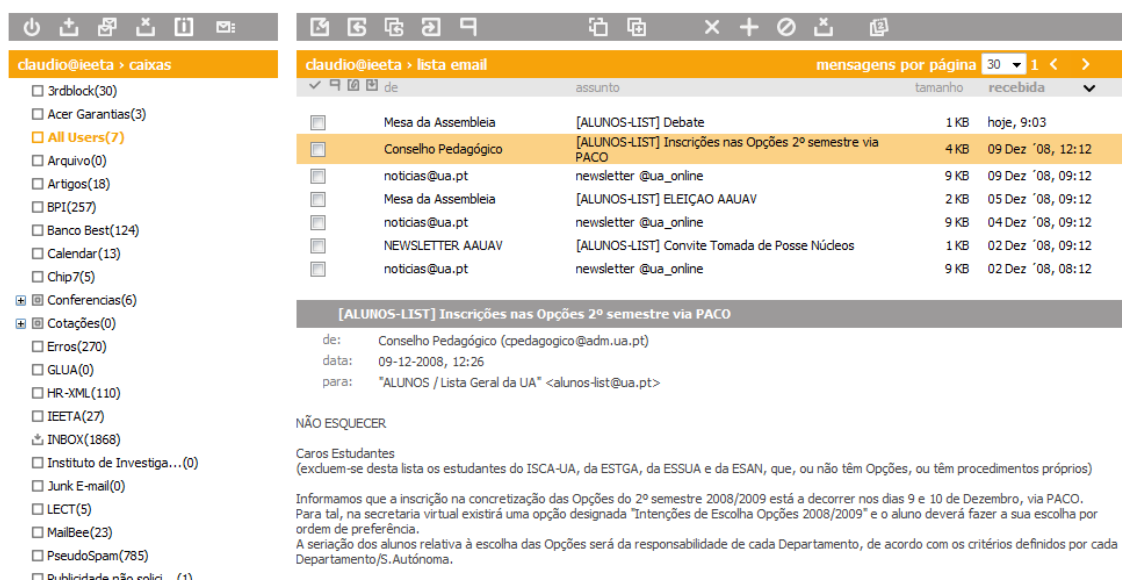 claudio@ieeta › caixas
3rdblock(30)
Acer Garantias(3)
All Users(7)
Arquivo(0)
Artigos(18)
BPI(257)
Banco Best(124)
Calendar(13)
Chip7(5)
Conferencias(6)
Cotações(0)
Erros(270)
GLUA(0)
HR-XML(110)
IEETA(27)
INBOX(1868)
Instituto de Investiga...(0)
Junk E-mail(0)
LECT(5)
MailBee(23)
PseudoSpam(785)
Publicidade não solici...(1)
claudio@ieeta › lista email mensagens por página 30 1 < >
de assunto tamanho recebida
Mesa da Assembleia [ALUNOS-LIST] Debate 1 KB hoje, 9:03
Conselho Pedagógico [ALUNOS-LIST] Inscrições nas Opções 2º semestre via PACO 4 KB 09 Dez ´08, 12:12
noticias@ua.pt newsletter @ua_online 9 KB 09 Dez ´08, 09:12
Mesa da Assembleia [ALUNOS-LIST] ELEIÇAO AAUAV 2 KB 05 Dez ´08, 09:12
noticias@ua.pt newsletter @ua_online 9 KB 04 Dez ´08, 09:12
NEWSLETTER AAUAV [ALUNOS-LIST] Convite Tomada de Posse Núcleos 1 KB 02 Dez ´08, 09:12
noticias@ua.pt newsletter @ua_online 9 KB 02 Dez ´08, 08:12
[ALUNOS-LIST] Inscrições nas Opções 2º semestre via PACO
de: Conselho Pedagógico (cpedagogico@adm.ua.pt)
data: 09-12-2008, 12:26
para: "ALUNOS / Lista Geral da UA" <alunos-list@ua.pt>
NÃO ESQUECER
Caros Estudantes
(excluem-se desta lista os estudantes do ISCA-UA, da ESTGA, da ESSUA e da ESAN, que, ou não têm Opções, ou têm procedimentos próprios)
Informamos que a inscrição na concretização das Opções do 2º semestre 2008/2009 está a decorrer nos dias 9 e 10 de Dezembro, via PACO.
Para tal, na secretaria virtual existirá uma opção designada "Intenções de Escolha Opções 2008/2009" e o aluno deverá fazer a sua escolha por
ordem de preferência.
A seriação dos alunos relativa à escolha das Opções será da responsabilidade de cada Departamento, de acordo com os critérios definidos por cada
Departamento/S.Autónoma.